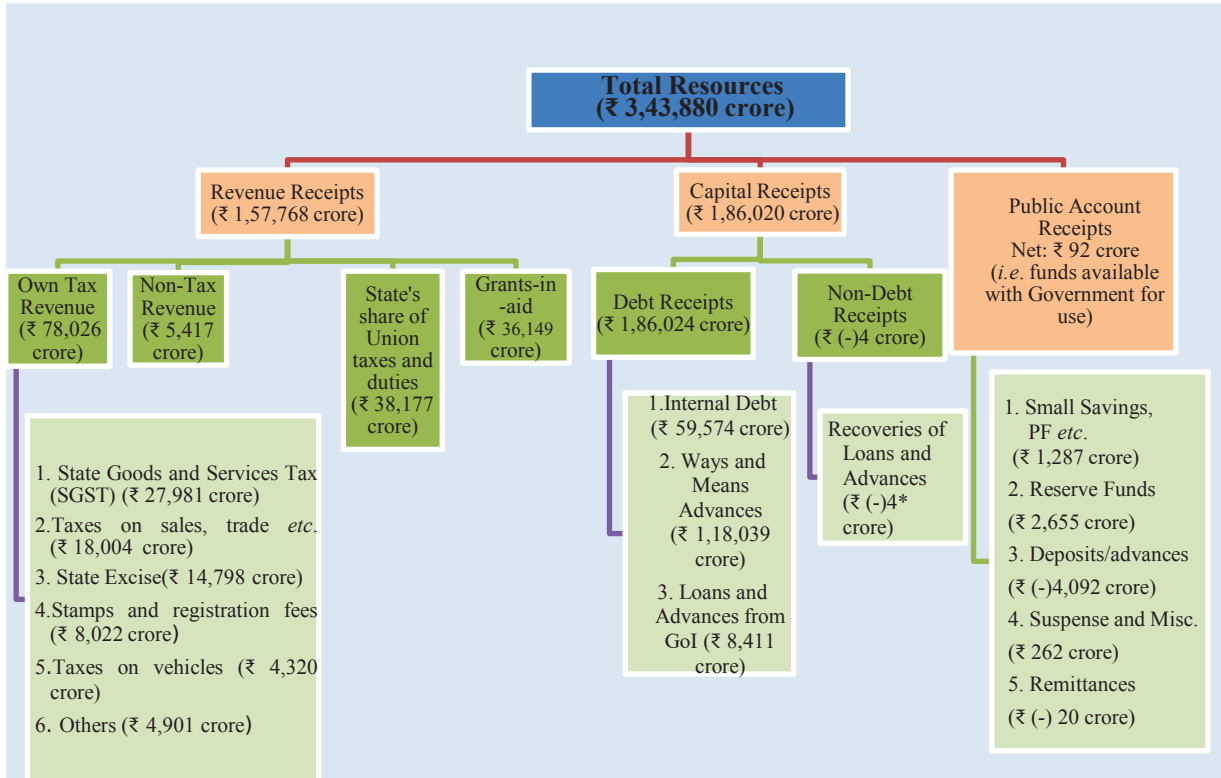 Total Resources
(₹ 3,43,880 crore)
Revenue Receipts
(₹ 1,57,768 crore)
Capital Receipts
(₹ 1,86,020 crore)
Public Account
Receipts
Net: ₹ 92 crore
(i.e. funds available
with Government for
use)
Own Tax
Revenue
(₹ 78,026
crore)
Non-Tax
Revenue
(₹ 5,417
crore)
State's
share of
Union
taxes and
duties
(₹ 38,177
crore)
Grants-in
-aid
(₹ 36,149
crore)
Debt Receipts
(₹ 1,86,024 crore)
Non-Debt
Receipts
(₹ (-)4 crore)
1. State Goods and Services Tax
(SGST) (₹ 27,981 crore)
2.Taxes on sales, trade etc.
(₹ 18,004 crore)
3. State Excise(₹ 14,798 crore)
4.Stamps and registration fees
(₹ 8,022 crore)
5.Taxes on vehicles (₹ 4,320
crore)
6. Others (₹ 4,901 crore)
1.Internal Debt
(₹ 59,574 crore)
2. Ways and
Means
Advances
(₹ 1,18,039
crore)
3. Loans and
Advances from
GoI (₹ 8,411
crore)
Recoveries of
Loans and
Advances
(₹ (-)4*
crore)
1. Small Savings,
PF etc.
(₹ 1,287 crore)
2. Reserve Funds
(₹ 2,655 crore)
3. Deposits/advances
(₹ (-)4,092 crore)
4. Suspense and Misc.
(₹ 262 crore)
5. Remittances
(₹ (-) 20 crore)